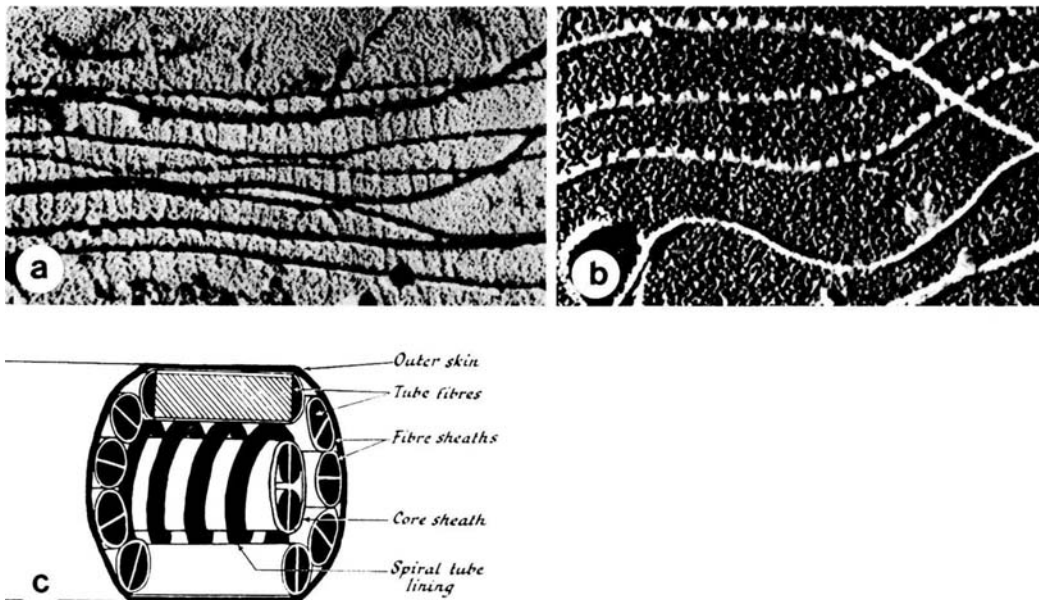 a
b
Outer skin
Tube fibres
Fibre sheaths
Core sheath
Spiral tube
lining
c